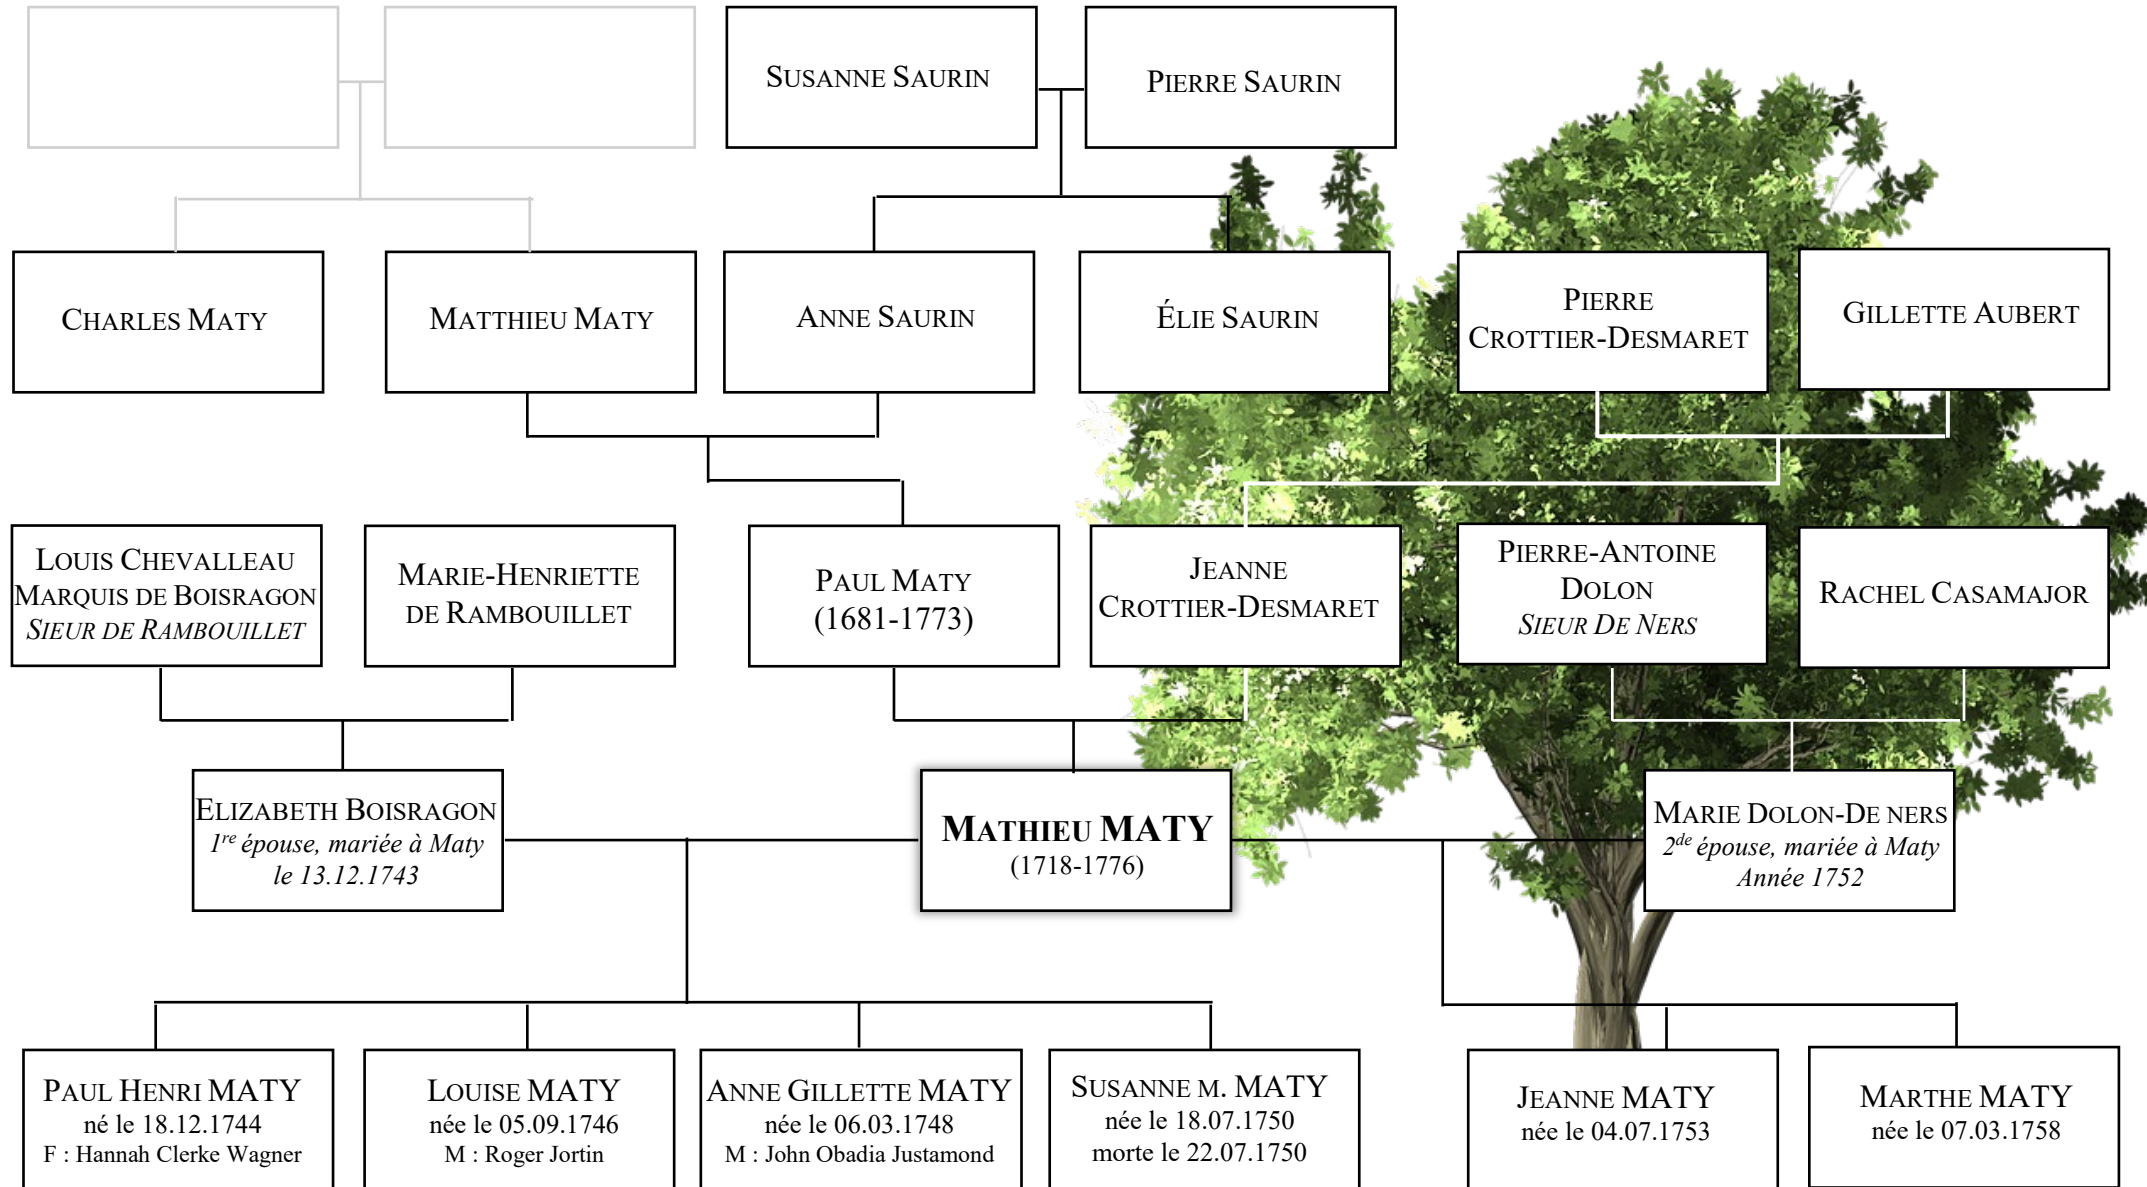 SUSANNE SAURIN
PIERRE SAURIN
CHARLES MATY
MATTHIEU MATY
ANNE SAURIN
ÉLIE SAURIN
PIERRE
CROTTIER-DESMARET
GILLETTE AUBERT
LOUIS CHEVALLEAU
MARQUIS DE BOISRAGON
SIEUR DE RAMBOUILLET
MARIE-HENRIETTE
DE RAMBOUILLET
PAUL MATY
(1681-1773)
JEANNE
CROTTIER-DESMARET
PIERRE-ANTOINE
DOLON
SIEUR DE NERS
RACHEL CASAMAJOR
ELIZABETH BOISRAGON
1re épouse, mariée à Maty
le 13.12.1743
MATHIEU MATY
(1718-1776)
MARIE DOLON-DE NERS
2de épouse, mariée à Maty
Année 1752
PAUL HENRI MATY
né le 18.12.1744
F : Hannah Clerke Wagner
LOUISE MATY
née le 05.09.1746
M : Roger Jortin
ANNE GILLETTE MATY
née le 06.03.1748
M : John Obadia Justamond
SUSANNE M. MATY
née le 18.07.1750
morte le 22.07.1750
JEANNE MATY
née le 04.07.1753
MARTHE MATY
née le 07.03.1758